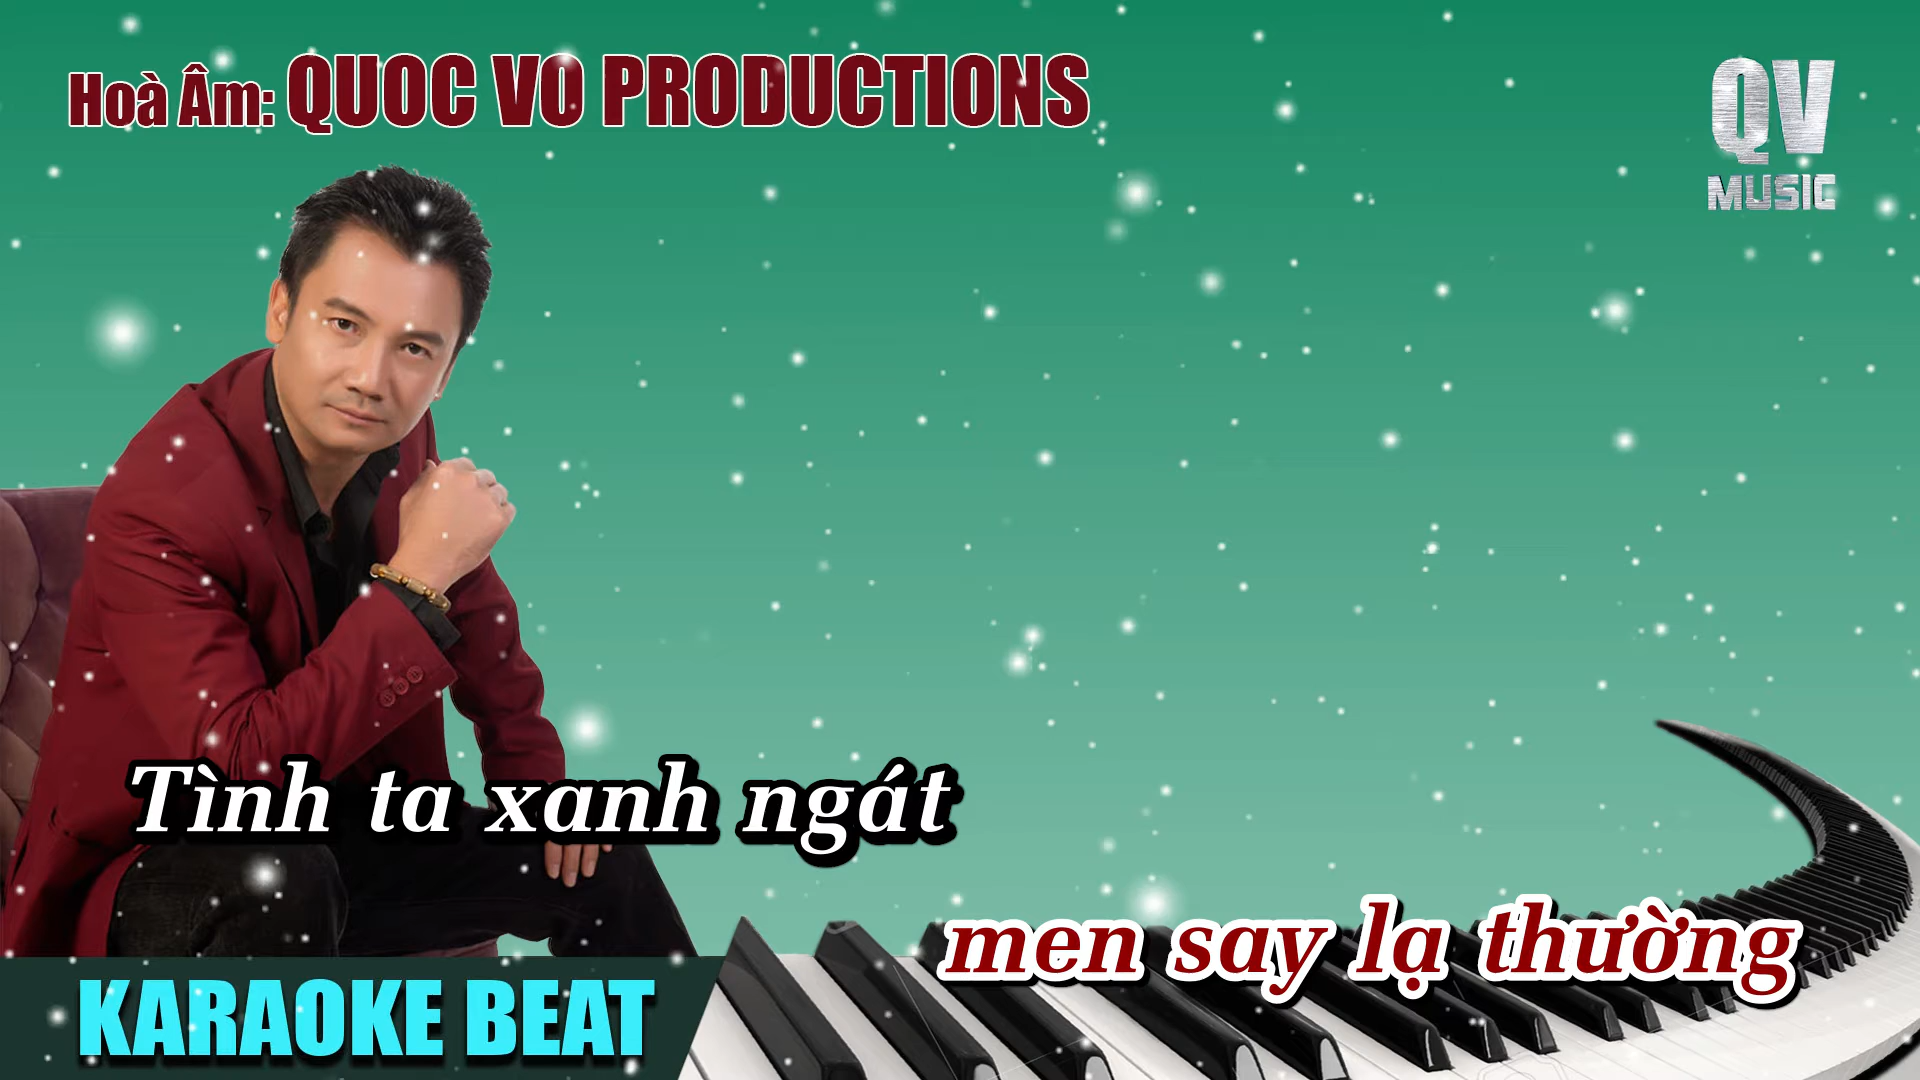 Hoà Âm: QUOC VO PRODUCTIONS
QV
MUSIC
Tình ta xanh ngát
men say lạ thường
KARAOKE BEAT